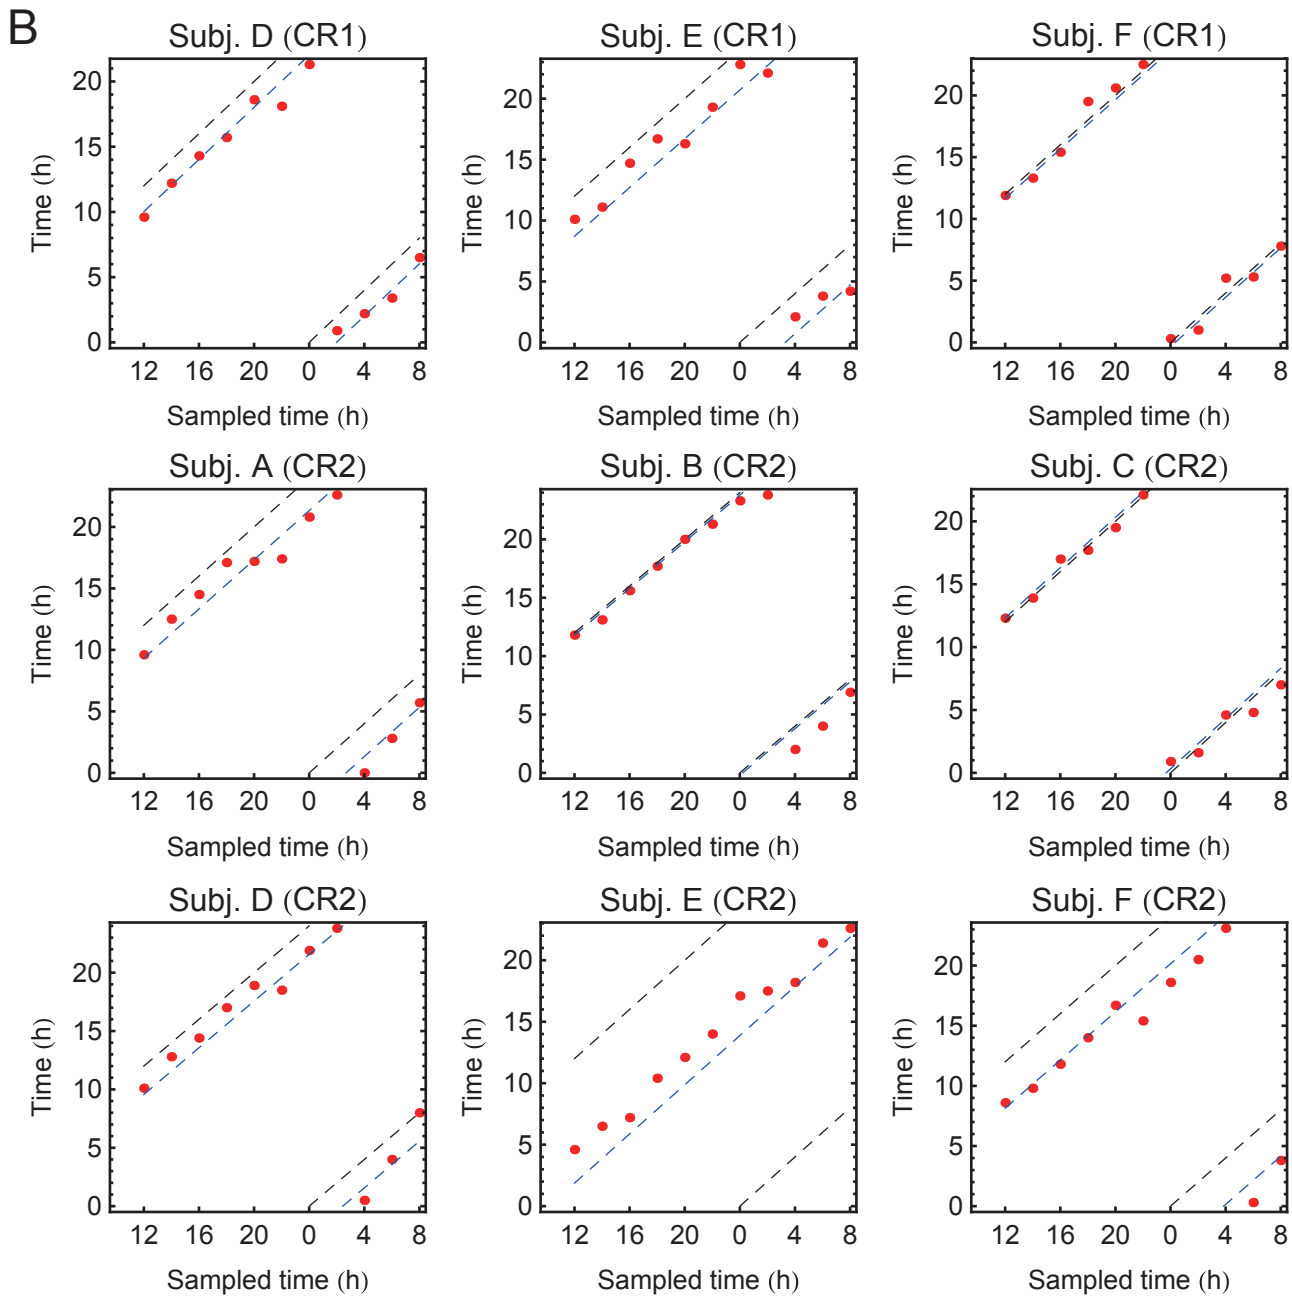 B
Subj. D (CR1)
Subj. E (CR1)
Subj. F (CR1)
Time (h)
20
15
10
5
0
12 16 20 0 4 8
Sampled time (h)
Time (h)
20
15
10
5
0
12 16 20 0 4 8
Sampled time (h)
Time (h)
20
15
10
5
0
12 16 20 0 4 8
Sampled time (h)
Subj. A (CR2)
Subj. B (CR2)
Subj. C (CR2)
Time (h)
20
15
10
5
0
12 16 20 0 4 8
Sampled time (h)
Time (h)
20
15
10
5
0
12 16 20 0 4 8
Sampled time (h)
Time (h)
20
15
10
5
0
12 16 20 0 4 8
Sampled time (h)
Subj. D (CR2)
Subj. E (CR2)
Subj. F (CR2)
Time (h)
20
15
10
5
0
12 16 20 0 4 8
Sampled time (h)
Time (h)
20
15
10
5
0
12 16 20 0 4 8
Sampled time (h)
Time (h)
20
15
10
5
0
12 16 20 0 4 8
Sampled time (h)